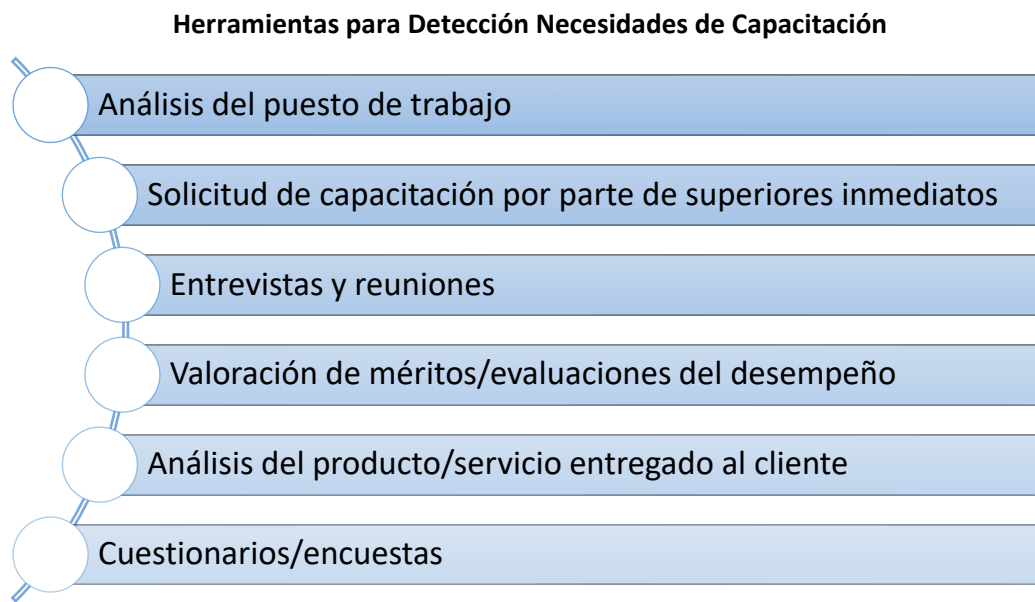 Herramientas para Detección Necesidades de Capacitación
Análisis del puesto de trabajo
Solicitud de capacitación por parte de superiores inmediatos
Entrevistas y reuniones
Valoración de méritos/evaluaciones del desempeño
Análisis del producto/servicio entregado al cliente
Cuestionarios/encuestas